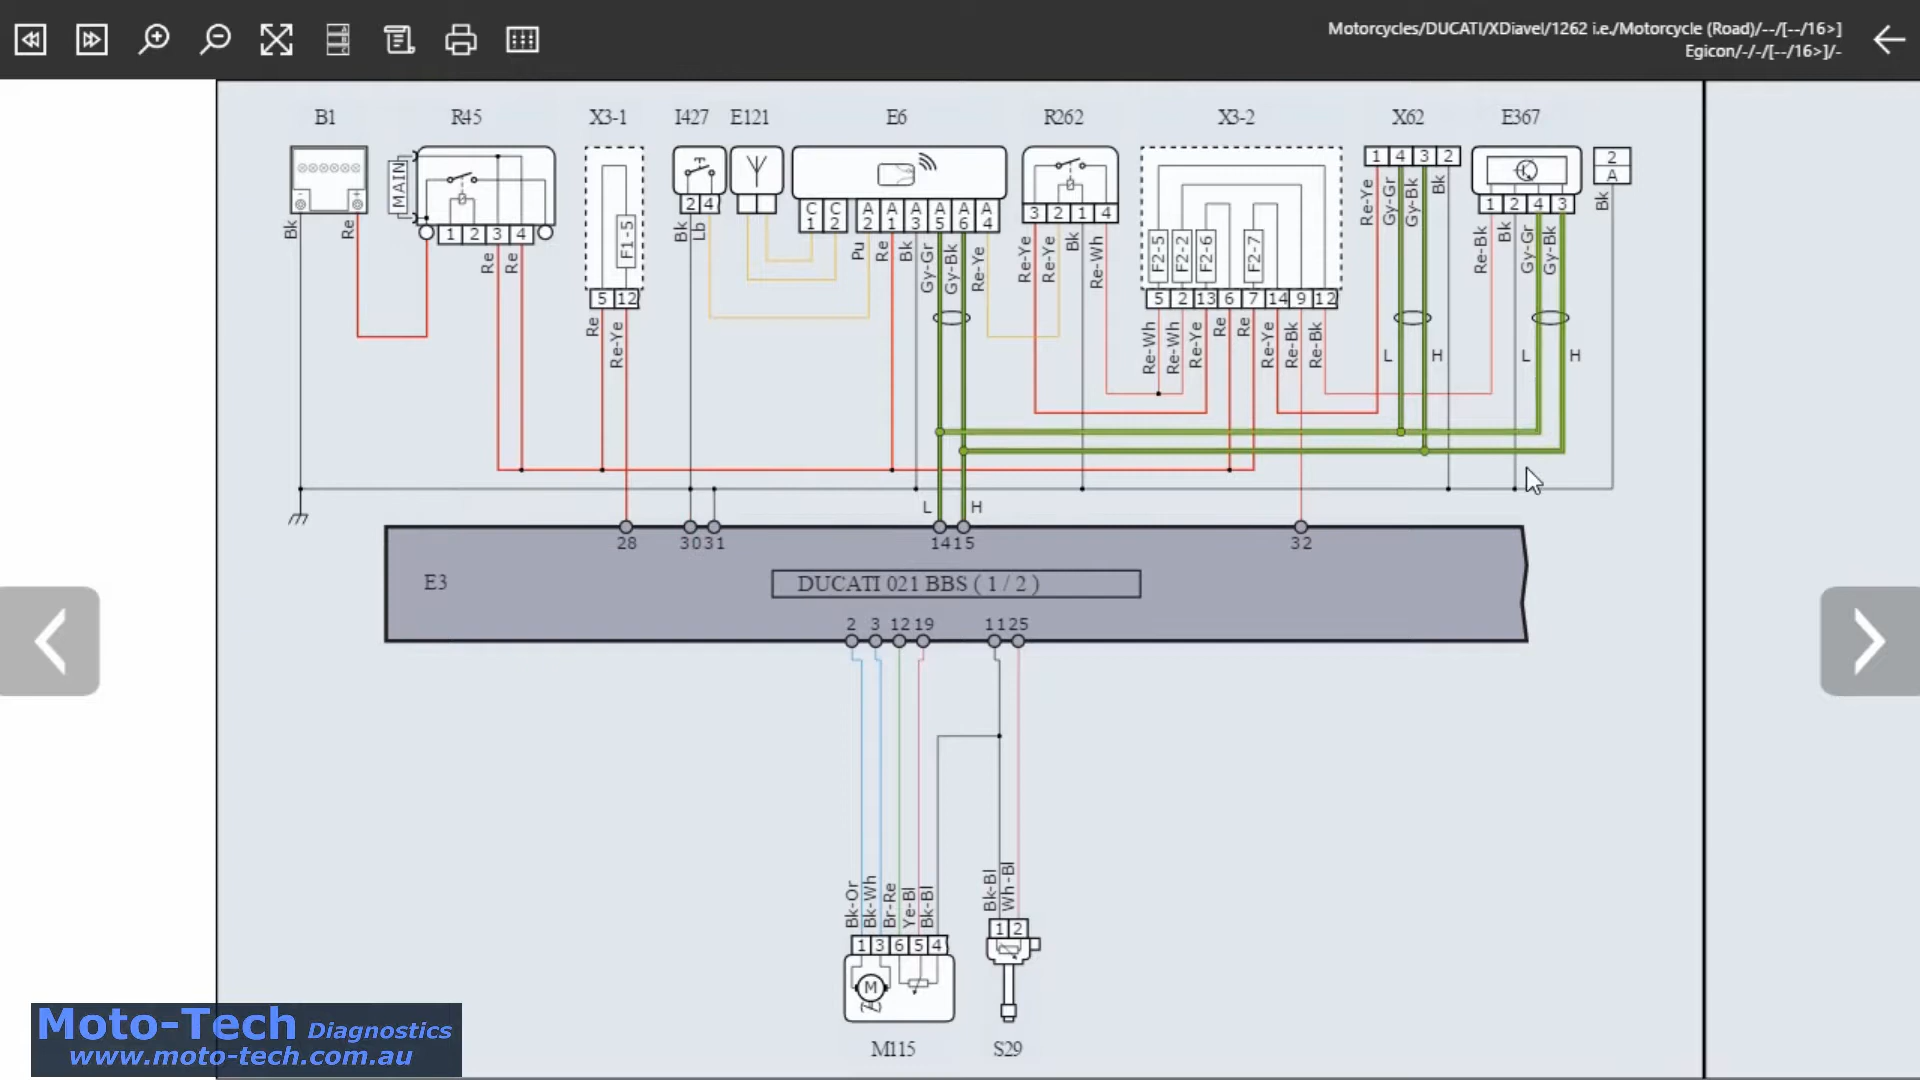 Motorcycles/DUCATI/XDiavel/1262 i.e./Motorcycle (Road)/--/[--/16>]
Egicon/-/-/[--/16>]/-
B1 R45 X3-1 I427 E121 E6 R262 X3-2 X62 E367
MAIN
1 4 3 2
2
A
2 4
1 2 4 3
C1 C2 A2 A1 A3 A5 A6 A4
3 2 1 4
1 2 3 4
F1-5
F2-5 F2-2 F2-6 F2-7
5 12
5 2 13 6 7 14 9 12
Bk Re Re Re Bk Lb Pu Re Bk Gy-Gr Gy-Bk Re-Ye Re-Ye Re-Ye Bk Re-Wh Re-Ye Gy-Gr Gy-Bk Bk Re-Bk Bk Gy-Gr Gy-Bk Bk
Re Re-Ye Re-Wh Re-Wh Re-Ye Re Re Re-Ye Re-Bk Re-Bk
L H L H
L H
28 30 31 14 15 32
E3
DUCATI 021 BBS ( 1 / 2 )
2 3 12 19 11 25
Bk-Or Bk-Wh Br-Re Ye-Bl Bk-Bl Bk-Bl Wh-Bl
1 2
1 3 6 5 4
M
M115 S29
Moto-Tech Diagnostics
www.moto-tech.com.au